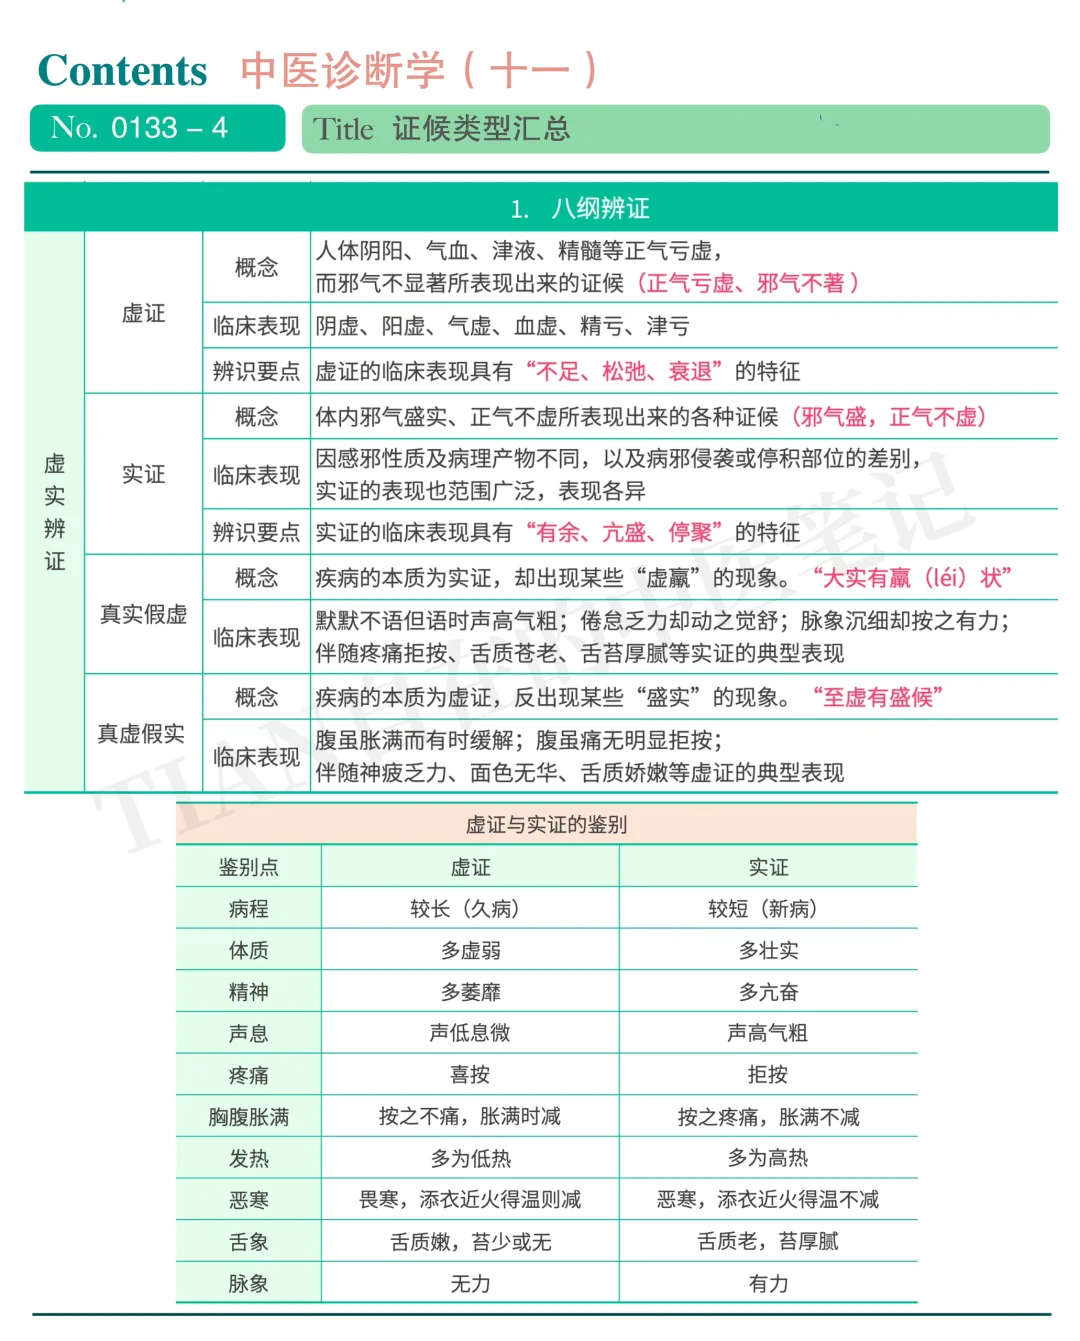 Contents 中医诊断学（十一）
No. 0133 – 4
Title 证候类型汇总
1. 八纲辨证
虚实辨证
虚证
概念
人体阴阳、气血、津液、精髓等正气亏虚，
而邪气不显著所表现出来的证候（正气亏虚、邪气不著）
临床表现
阴虚、阳虚、气虚、血虚、精亏、津亏
辨识要点
虚证的临床表现具有“不足、松弛、衰退”的特征
实证
概念
体内邪气盛实、正气不虚所表现出来的各种证候（邪气盛，正气不虚）
临床表现
因感邪性质及病理产物不同，以及病邪侵袭或停积部位的差别，
实证的表现也范围广泛，表现各异
辨识要点
实证的临床表现具有“有余、亢盛、停聚”的特征
真实假虚
概念
疾病的本质为实证，却出现某些“虚羸”的现象。“大实有羸（léi）状”
临床表现
默默不语但语时声高气粗；倦怠乏力却动之觉舒；脉象沉细却按之有力；
伴随疼痛拒按、舌质苍老、舌苔厚腻等实证的典型表现
真虚假实
概念
疾病的本质为虚证，反出现某些“盛实”的现象。“至虚有盛候”
临床表现
腹虽胀满而有时缓解；腹虽痛无明显拒按；
伴随神疲乏力、面色无华、舌质娇嫩等虚证的典型表现
虚证与实证的鉴别
鉴别点 虚证 实证
病程 较长（久病） 较短（新病）
体质 多虚弱 多壮实
精神 多萎靡 多亢奋
声息 声低息微 声高气粗
疼痛 喜按 拒按
胸腹胀满 按之不痛，胀满时减 按之疼痛，胀满不减
发热 多为低热 多为高热
恶寒 畏寒，添衣近火得温则减 恶寒，添衣近火得温不减
舌象 舌质嫩，苔少或无 舌质老，苔厚腻
脉象 无力 有力
TIAN自在的中医笔记